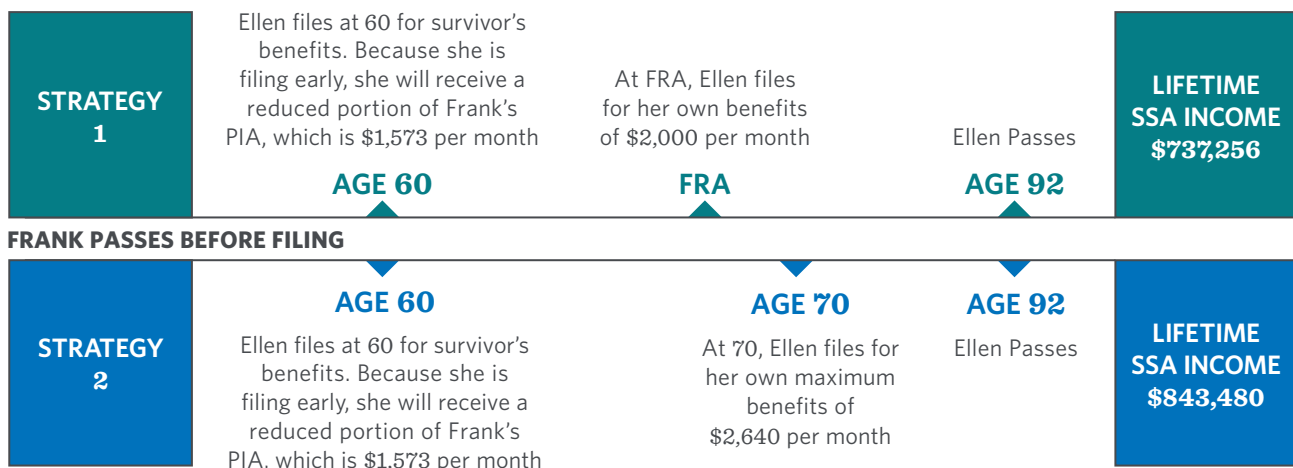 STRATEGY
1
Ellen files at 60 for survivor's
benefits. Because she is
filing early, she will receive a
reduced portion of Frank's
PIA, which is $1,573 per month
AGE 60
At FRA, Ellen files
for her own benefits
of $2,000 per month
FRA
Ellen Passes
AGE 92
LIFETIME
SSA INCOME
$737,256
FRANK PASSES BEFORE FILING
STRATEGY
2
AGE 60
Ellen files at 60 for survivor's
benefits. Because she is
filing early, she will receive a
reduced portion of Frank's
PIA, which is $1,573 per month
AGE 70
At 70, Ellen files for
her own maximum
benefits of
$2,640 per month
AGE 92
Ellen Passes
LIFETIME
SSA INCOME
$843,480